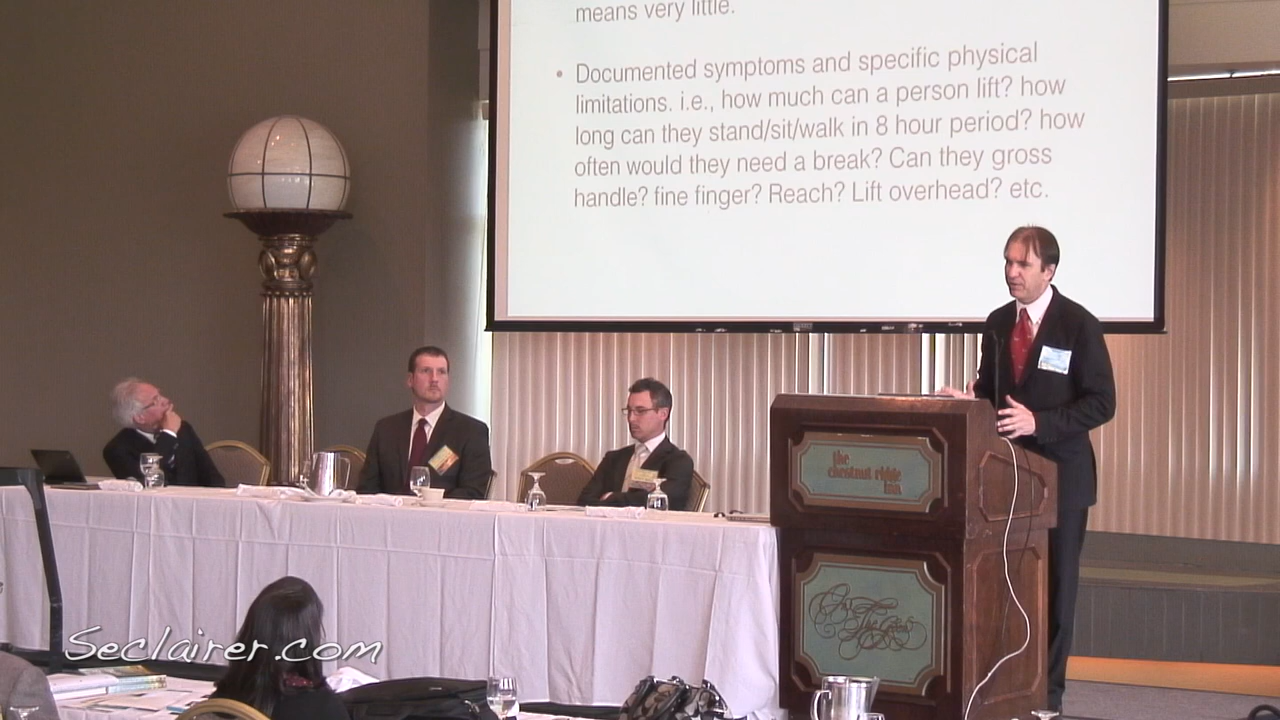 means very little.
• Documented symptoms and specific physical
limitations. i.e., how much can a person lift? how
long can they stand/sit/walk in 8 hour period? how
often would they need a break? Can they gross
handle? fine finger? Reach? Lift overhead? etc.
the
chestnut ridge
inn
Seclairer.com